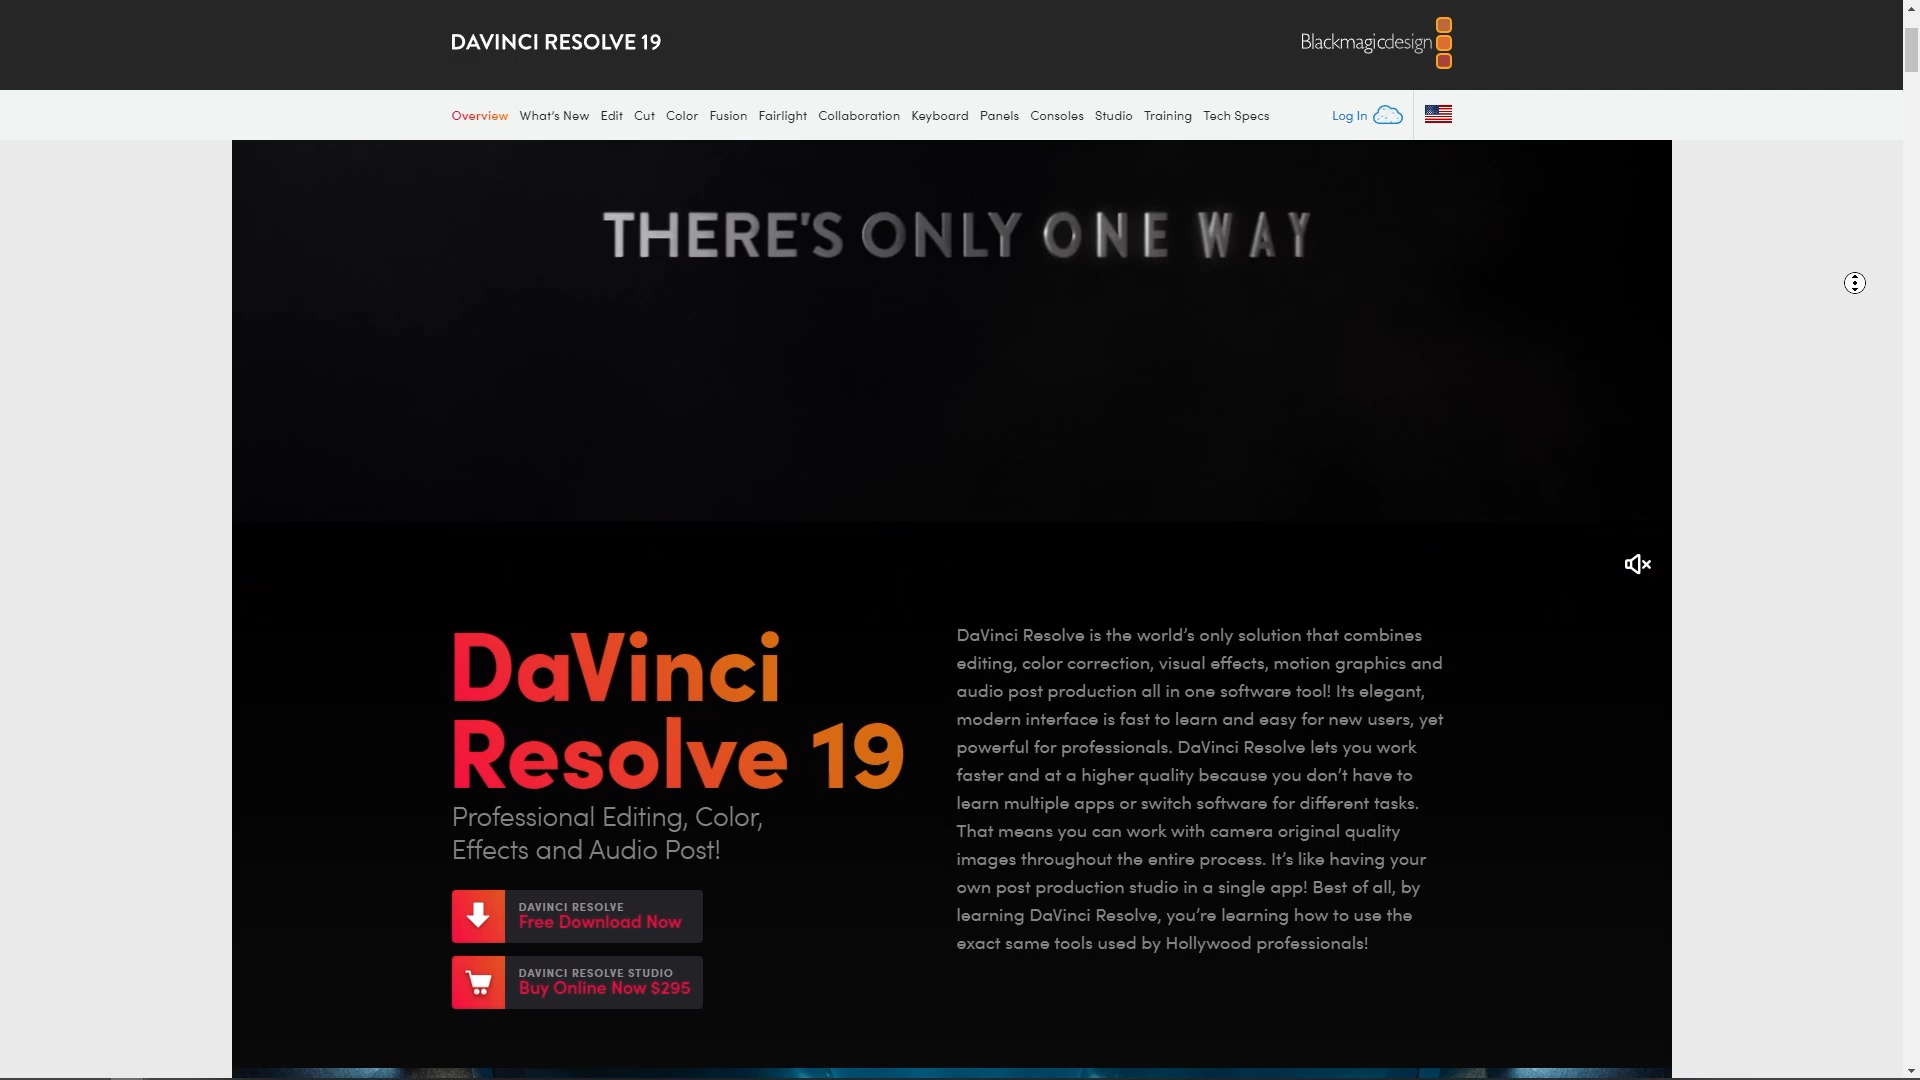 DAVINCI RESOLVE 19
Blackmagicdesign
Overview What's New Edit Cut Color Fusion Fairlight Collaboration Keyboard Panels Consoles Studio Training Tech Specs Log In
THERE'S ONLY ONE WAY
DaVinci
Resolve 19
Professional Editing, Color,
Effects and Audio Post!
DAVINCI RESOLVE
Free Download Now
DAVINCI RESOLVE STUDIO
Buy Online Now $295
DaVinci Resolve is the world's only solution that combines
editing, color correction, visual effects, motion graphics and
audio post production all in one software tool! Its elegant,
modern interface is fast to learn and easy for new users, yet
powerful for professionals. DaVinci Resolve lets you work
faster and at a higher quality because you don't have to
learn multiple apps or switch software for different tasks.
That means you can work with camera original quality
images throughout the entire process. It's like having your
own post production studio in a single app! Best of all, by
learning DaVinci Resolve, you're learning how to use the
exact same tools used by Hollywood professionals!